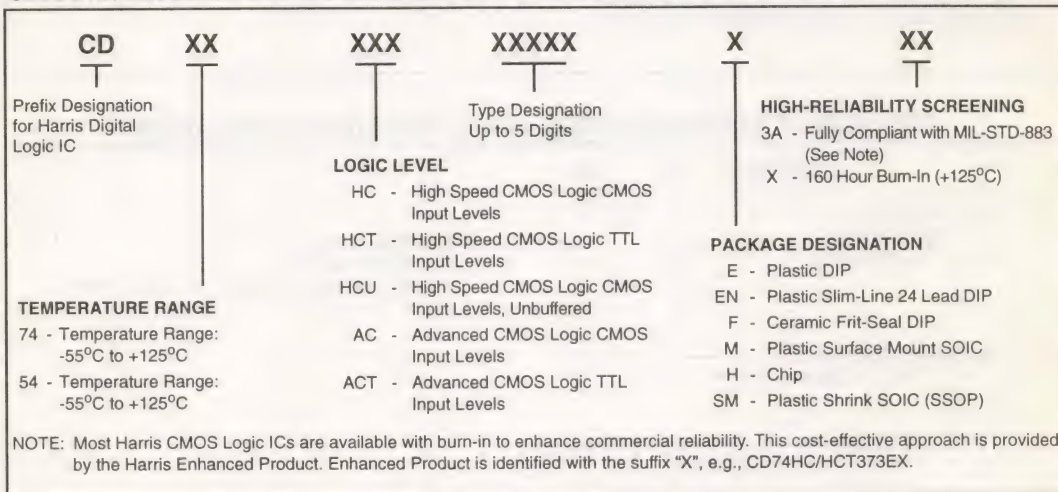 CD XX XXX XXXXX X XX
Prefix Designation
for Harris Digital
Logic IC
TEMPERATURE RANGE
74 - Temperature Range:
-55°C to +125°C
54 - Temperature Range:
-55°C to +125°C
LOGIC LEVEL
HC - High Speed CMOS Logic CMOS
Input Levels
HCT - High Speed CMOS Logic TTL
Input Levels
HCU - High Speed CMOS Logic CMOS
Input Levels, Unbuffered
AC - Advanced CMOS Logic CMOS
Input Levels
ACT - Advanced CMOS Logic TTL
Input Levels
Type Designation
Up to 5 Digits
PACKAGE DESIGNATION
E - Plastic DIP
EN - Plastic Slim-Line 24 Lead DIP
F - Ceramic Frit-Seal DIP
M - Plastic Surface Mount SOIC
H - Chip
SM - Plastic Shrink SOIC (SSOP)
HIGH-RELIABILITY SCREENING
3A - Fully Compliant with MIL-STD-883
(See Note)
X - 160 Hour Burn-In (+125°C)
NOTE: Most Harris CMOS Logic ICs are available with burn-in to enhance commercial reliability. This cost-effective approach is provided
by the Harris Enhanced Product. Enhanced Product is identified with the suffix "X", e.g., CD74HC/HCT373EX.